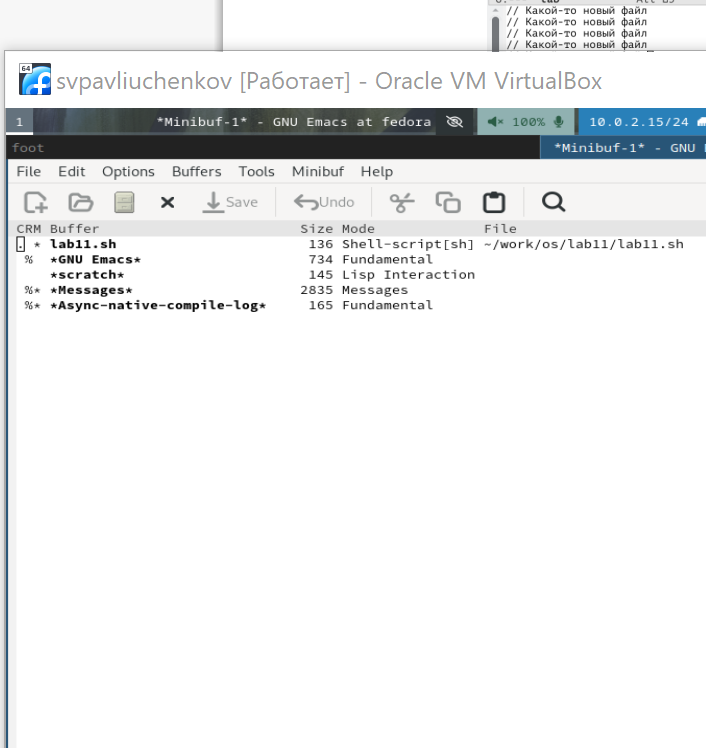 // Какой-то новый файл
// Какой-то новый файл
// Какой-то новый файл
// Какой-то новый файл
64
svpavliuchenkov [Работает] - Oracle VM VirtualBox
1 *Minibuf-1* - GNU Emacs at fedora 100% 10.0.2.15/24
foot *Minibuf-1* - GNU
File Edit Options Buffers Tools Minibuf Help
Save Undo
CRM Buffer Size Mode File
. * lab11.sh 136 Shell-script[sh] ~/work/os/lab11/lab11.sh
% *GNU Emacs* 734 Fundamental
*scratch* 145 Lisp Interaction
%* *Messages* 2835 Messages
%* *Async-native-compile-log* 165 Fundamental